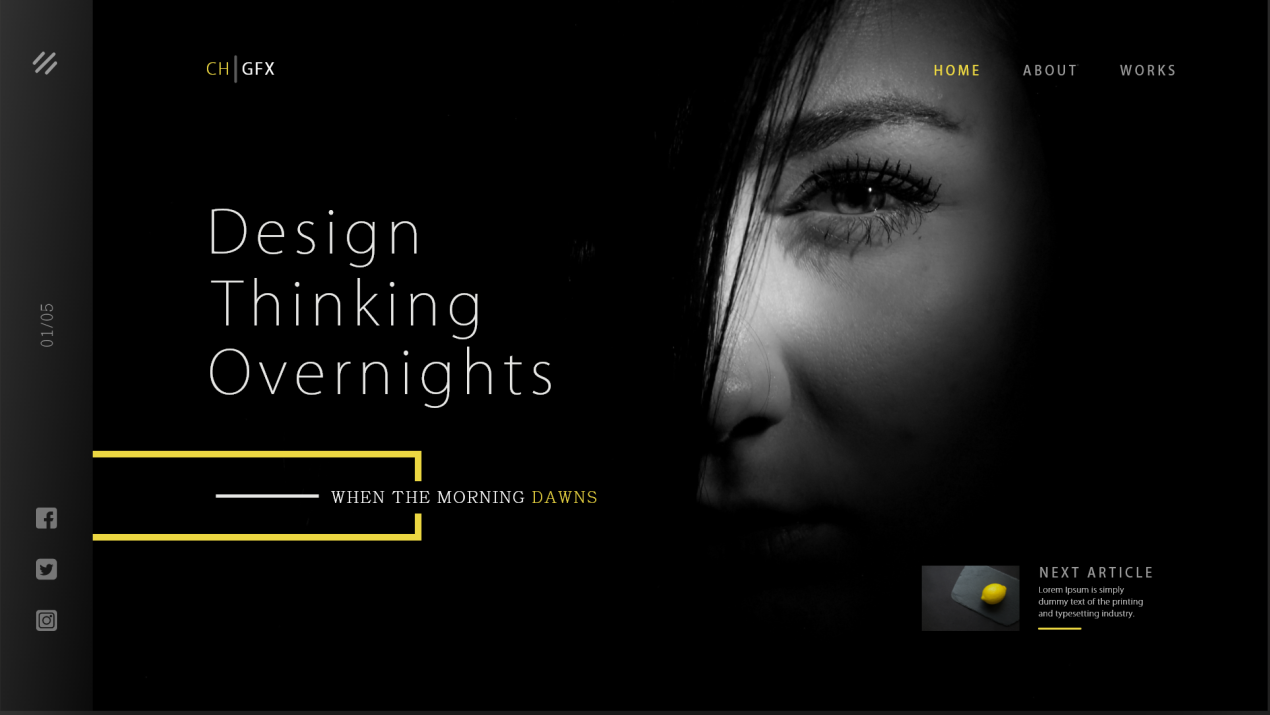 CH|GFX
HOME
ABOUT
WORKS
Design
Thinking
Overnights
01/05
WHEN THE MORNING DAWNS
NEXT ARTICLE
Lorem Ipsum is simply
dummy text of the printing
and typesetting industry.